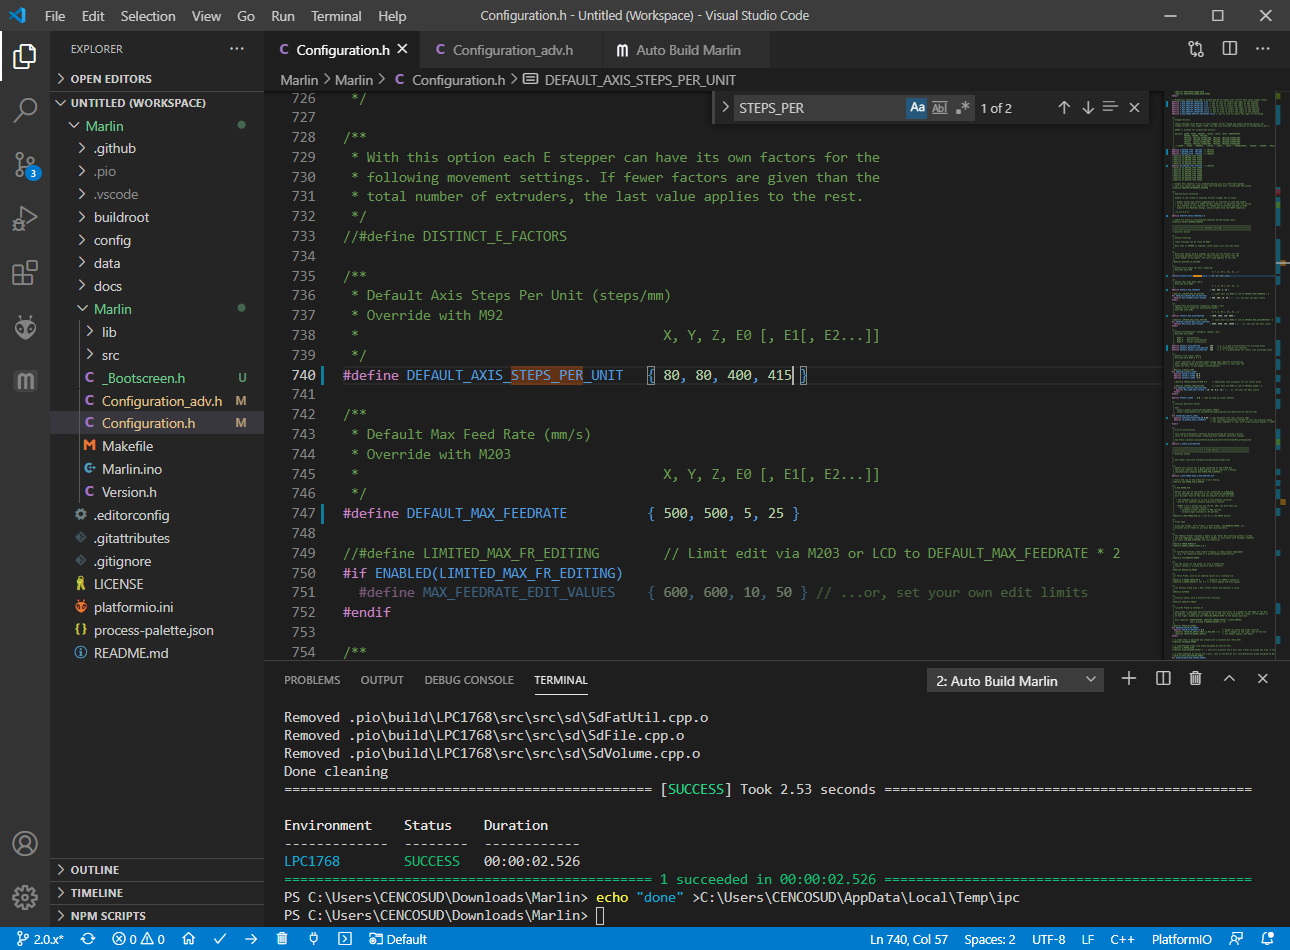 File Edit Selection View Go Run Terminal Help
Configuration.h - Untitled (Workspace) - Visual Studio Code
EXPLORER
OPEN EDITORS
UNTITLED (WORKSPACE)
Marlin
.github
.pio
.vscode
buildroot
config
data
docs
Marlin
lib
src
C _Bootscreen.h U
C Configuration_adv.h M
C Configuration.h M
M Makefile
Marlin.ino
C Version.h
.editorconfig
.gitattributes
.gitignore
LICENSE
platformio.ini
{} process-palette.json
README.md
OUTLINE
TIMELINE
NPM SCRIPTS
3
C Configuration.h
C Configuration_adv.h
m Auto Build Marlin
Marlin > Marlin > C Configuration.h > DEFAULT_AXIS_STEPS_PER_UNIT
STEPS_PER Aa Abl .* 1 of 2
726 */
727
728 /**
729 * With this option each E stepper can have its own factors for the
730 * following movement settings. If fewer factors are given than the
731 * total number of extruders, the last value applies to the rest.
732 */
733 //#define DISTINCT_E_FACTORS
734
735 /**
736 * Default Axis Steps Per Unit (steps/mm)
737 * Override with M92
738 * X, Y, Z, E0 [, E1[, E2...]]
739 */
740 #define DEFAULT_AXIS_STEPS_PER_UNIT { 80, 80, 400, 415 }
741
742 /**
743 * Default Max Feed Rate (mm/s)
744 * Override with M203
745 * X, Y, Z, E0 [, E1[, E2...]]
746 */
747 #define DEFAULT_MAX_FEEDRATE { 500, 500, 5, 25 }
748
749 //#define LIMITED_MAX_FR_EDITING // Limit edit via M203 or LCD to DEFAULT_MAX_FEEDRATE * 2
750 #if ENABLED(LIMITED_MAX_FR_EDITING)
751 #define MAX_FEEDRATE_EDIT_VALUES { 600, 600, 10, 50 } // ...or, set your own edit limits
752 #endif
753
754 /**
PROBLEMS OUTPUT DEBUG CONSOLE TERMINAL 2: Auto Build Marlin
Removed .pio\build\LPC1768\src\src\sd\SdFatUtil.cpp.o
Removed .pio\build\LPC1768\src\src\sd\SdFile.cpp.o
Removed .pio\build\LPC1768\src\src\sd\SdVolume.cpp.o
Done cleaning
============================================== [SUCCESS] Took 2.53 seconds ==============================================
Environment Status Duration
------------- -------- ------------
LPC1768 SUCCESS 00:00:02.526
============================================== 1 succeeded in 00:00:02.526 ==============================================
PS C:\Users\CENCOSUD\Downloads\Marlin> echo "done" >C:\Users\CENCOSUD\AppData\Local\Temp\ipc
PS C:\Users\CENCOSUD\Downloads\Marlin>
2.0.x* 0 0 Default Ln 740, Col 57 Spaces: 2 UTF-8 LF C++ PlatformIO